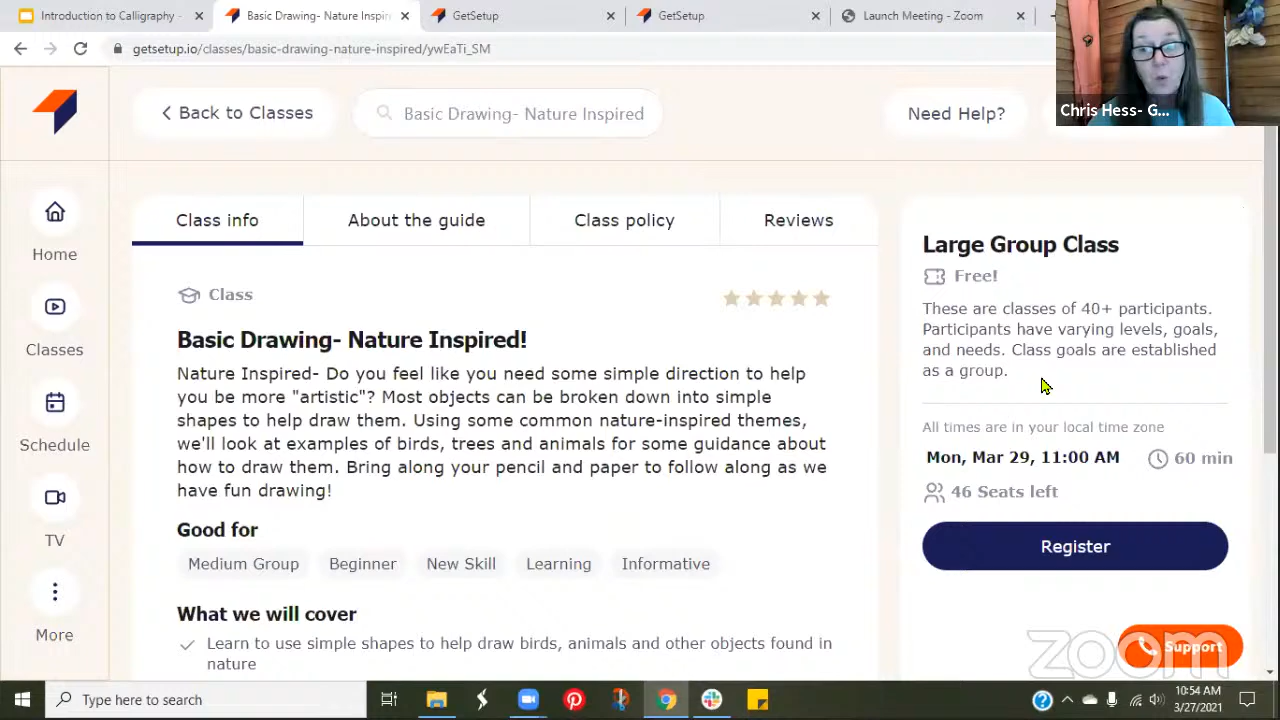 Introduction to Calligraphy -
Basic Drawing- Nature Inspir
GetSetup
GetSetup
Launch Meeting - Zoom
getsetup.io/classes/basic-drawing-nature-inspired/ywEaTi_SM
Chris Hess- G...
Back to Classes
Basic Drawing- Nature Inspired
Need Help?
Home
Classes
Schedule
TV
More
Class info
About the guide
Class policy
Reviews
Class
Basic Drawing- Nature Inspired!
Nature Inspired- Do you feel like you need some simple direction to help
you be more "artistic"? Most objects can be broken down into simple
shapes to help draw them. Using some common nature-inspired themes,
we'll look at examples of birds, trees and animals for some guidance about
how to draw them. Bring along your pencil and paper to follow along as we
have fun drawing!
Good for
Medium Group
Beginner
New Skill
Learning
Informative
What we will cover
Learn to use simple shapes to help draw birds, animals and other objects found in
nature
Large Group Class
Free!
These are classes of 40+ participants.
Participants have varying levels, goals,
and needs. Class goals are established
as a group.
All times are in your local time zone
Mon, Mar 29, 11:00 AM
60 min
46 Seats left
Register
zoom
Support
Type here to search
10:54 AM
3/27/2021